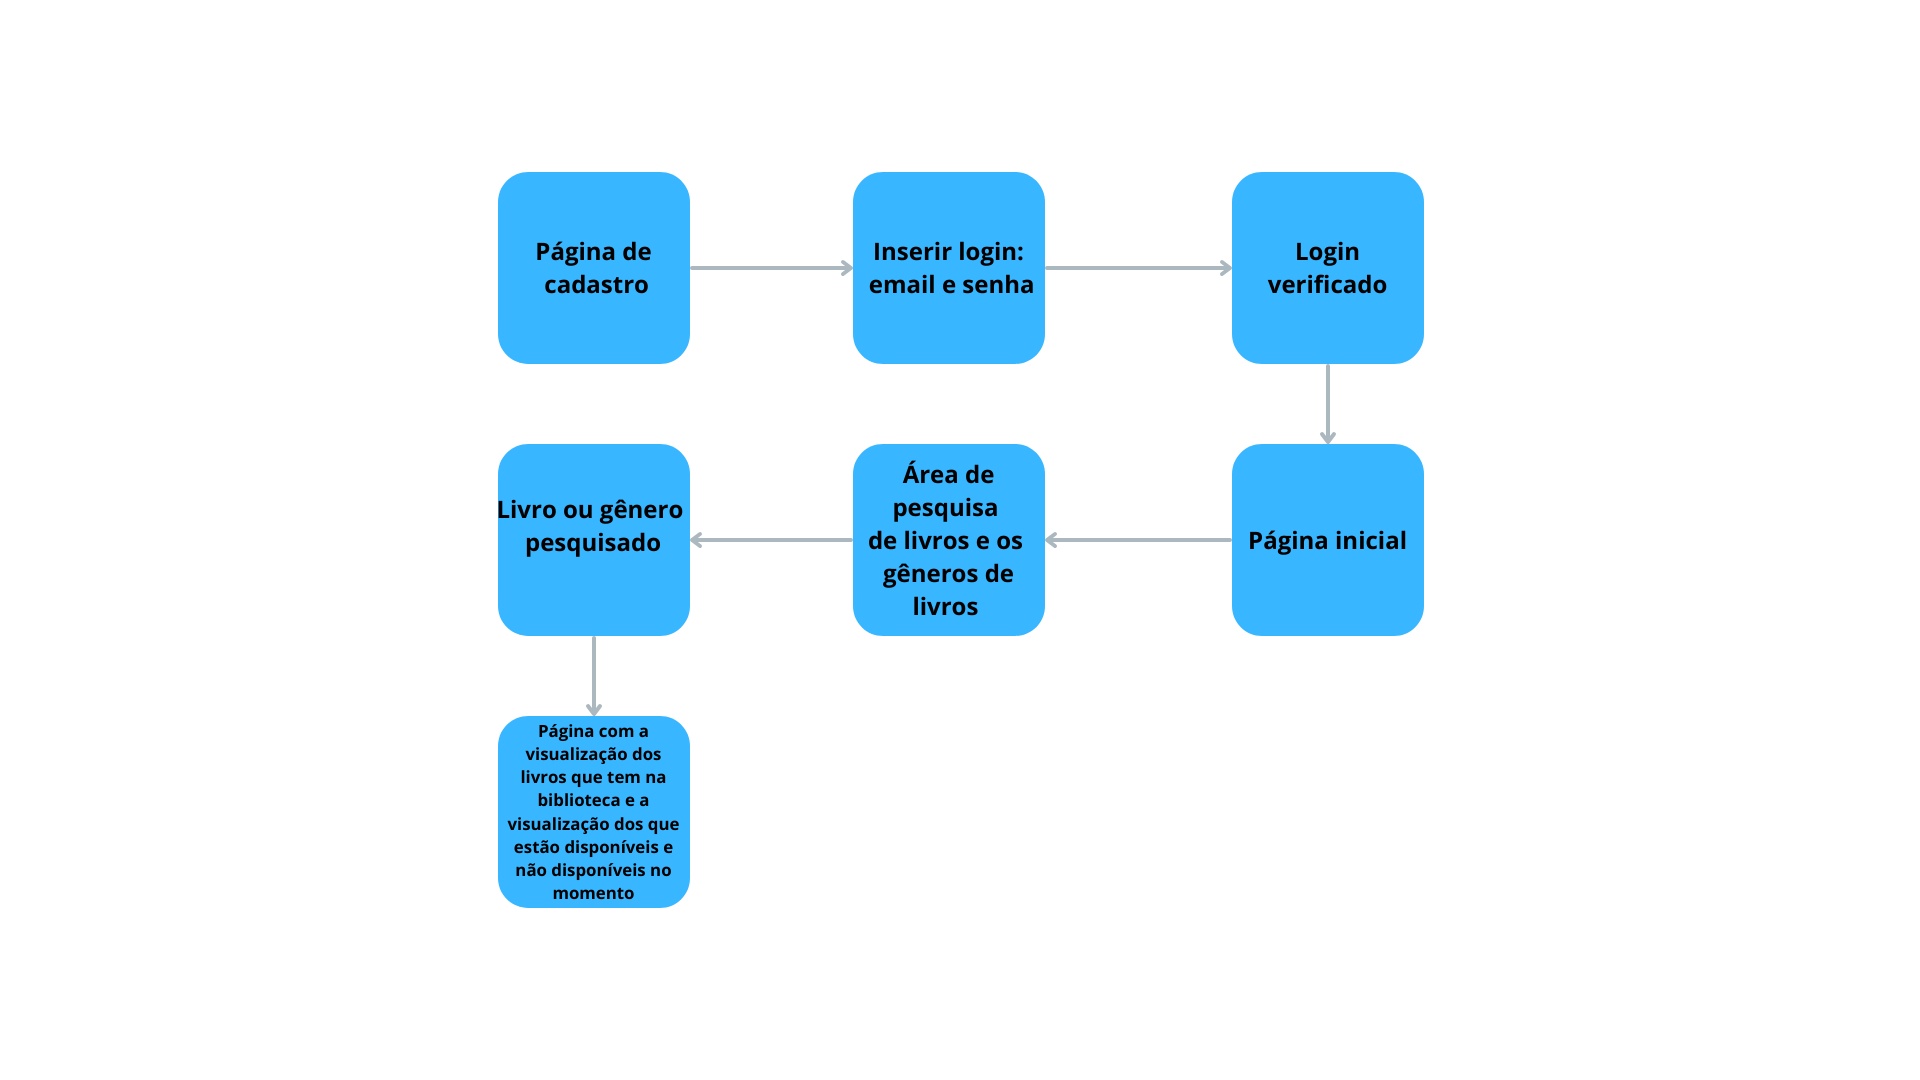 Página de
cadastro
Inserir login:
email e senha
Login
verificado
Página inicial
Área de
pesquisa
de livros e os
gêneros de
livros
Livro ou gênero
pesquisado
Página com a
visualização dos
livros que tem na
biblioteca e a
visualização dos que
estão disponíveis e
não disponíveis no
momento